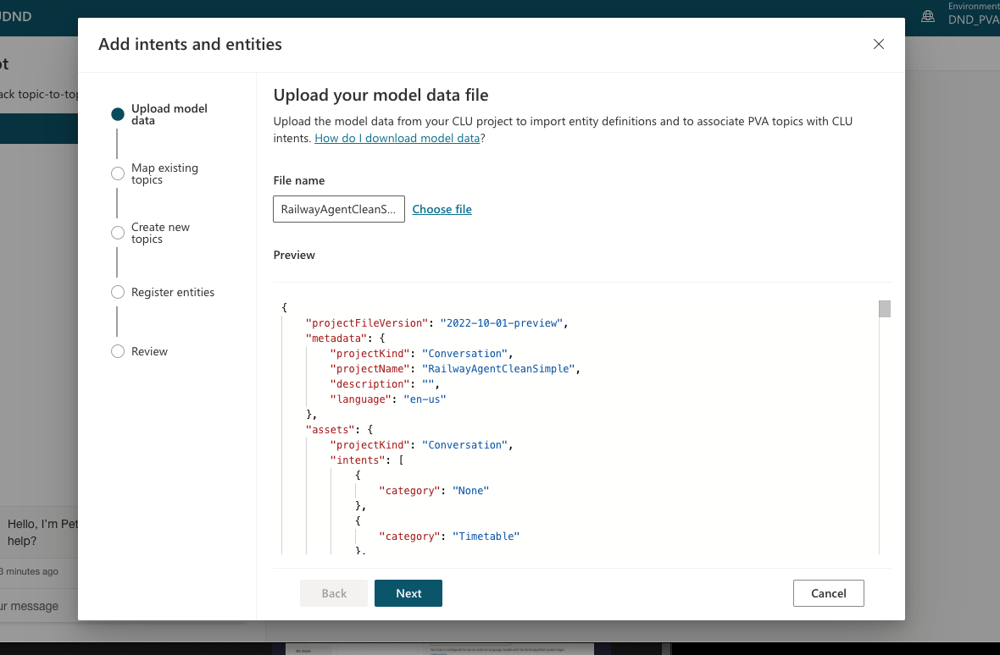 Environment
DND_PVA
Add intents and entities
ack topic-to-top
Upload model
data
Map existing
topics
Create new
topics
Register entities
Review
Upload your model data file
Upload the model data from your CLU project to import entity definitions and to associate PVA topics with CLU
intents. How do I download model data?
File name
RailwayAgentCleanS... Choose file
Preview
{
"projectFileVersion": "2022-10-01-preview",
"metadata": {
"projectKind": "Conversation",
"projectName": "RailwayAgentCleanSimple",
"description": "",
"language": "en-us"
},
"assets": {
"projectKind": "Conversation",
"intents": [
{
"category": "None"
},
{
"category": "Timetable"
},
Hello, I'm Pet
help?
3 minutes ago
ur message
Back Next Cancel